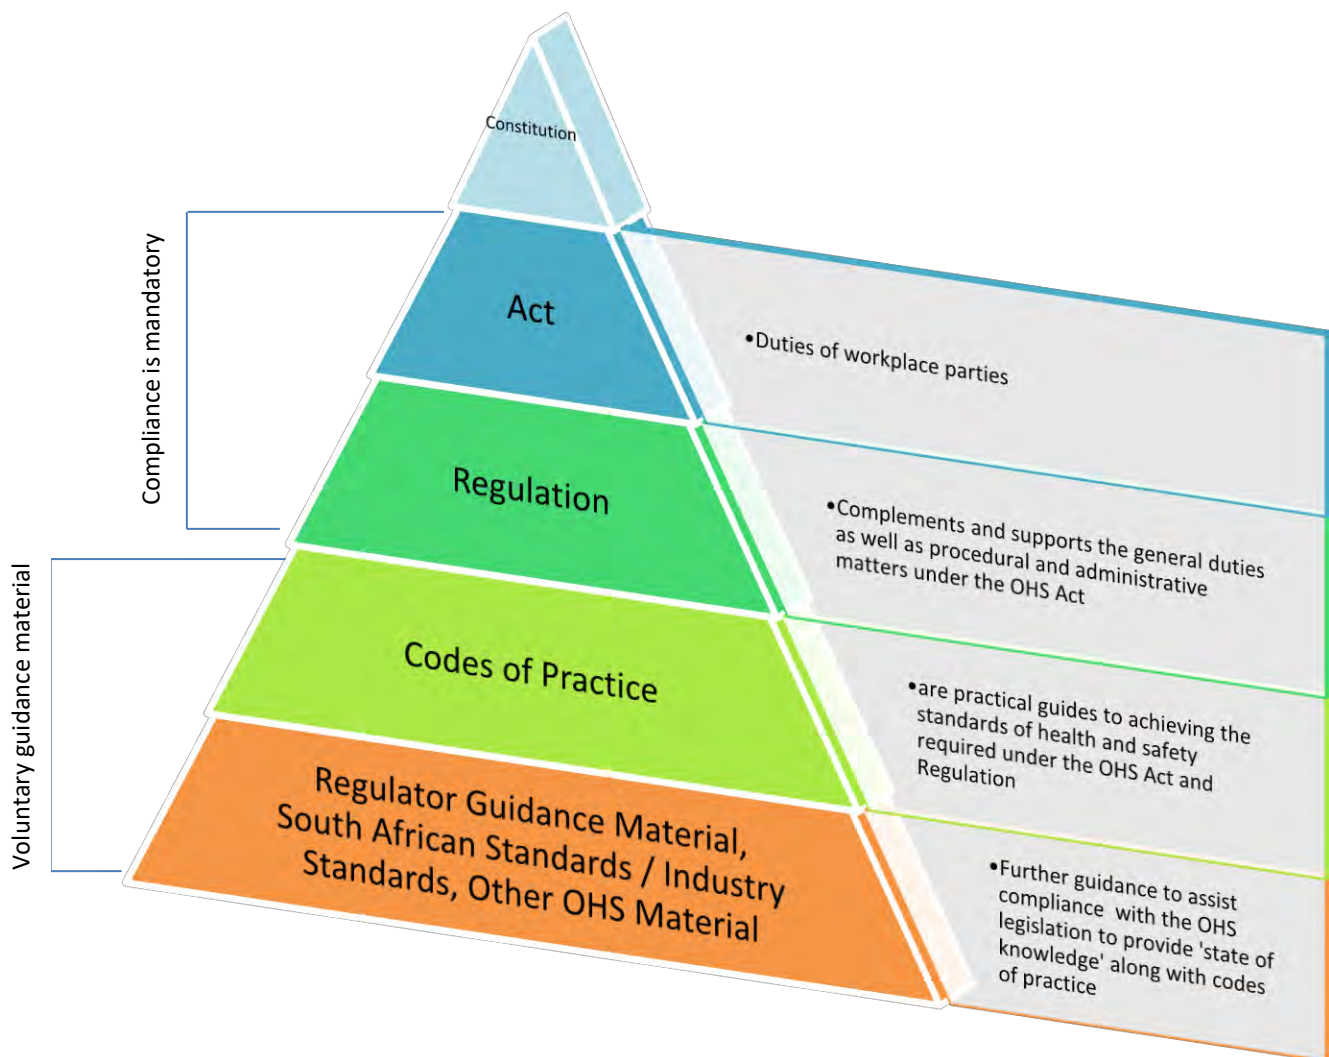 Constitution
Compliance is mandatory
Act
•Duties of workplace parties
Regulation
•Complements and supports the general duties
as well as procedural and administrative
matters under the OHS Act
Voluntary guidance material
Codes of Practice
•are practical guides to achieving the
standards of health and safety
required under the OHS Act and
Regulation
Regulator Guidance Material,
South African Standards / Industry
Standards, Other OHS Material
•Further guidance to assist
compliance with the OHS
legislation to provide 'state of
knowledge' along with codes
of practice